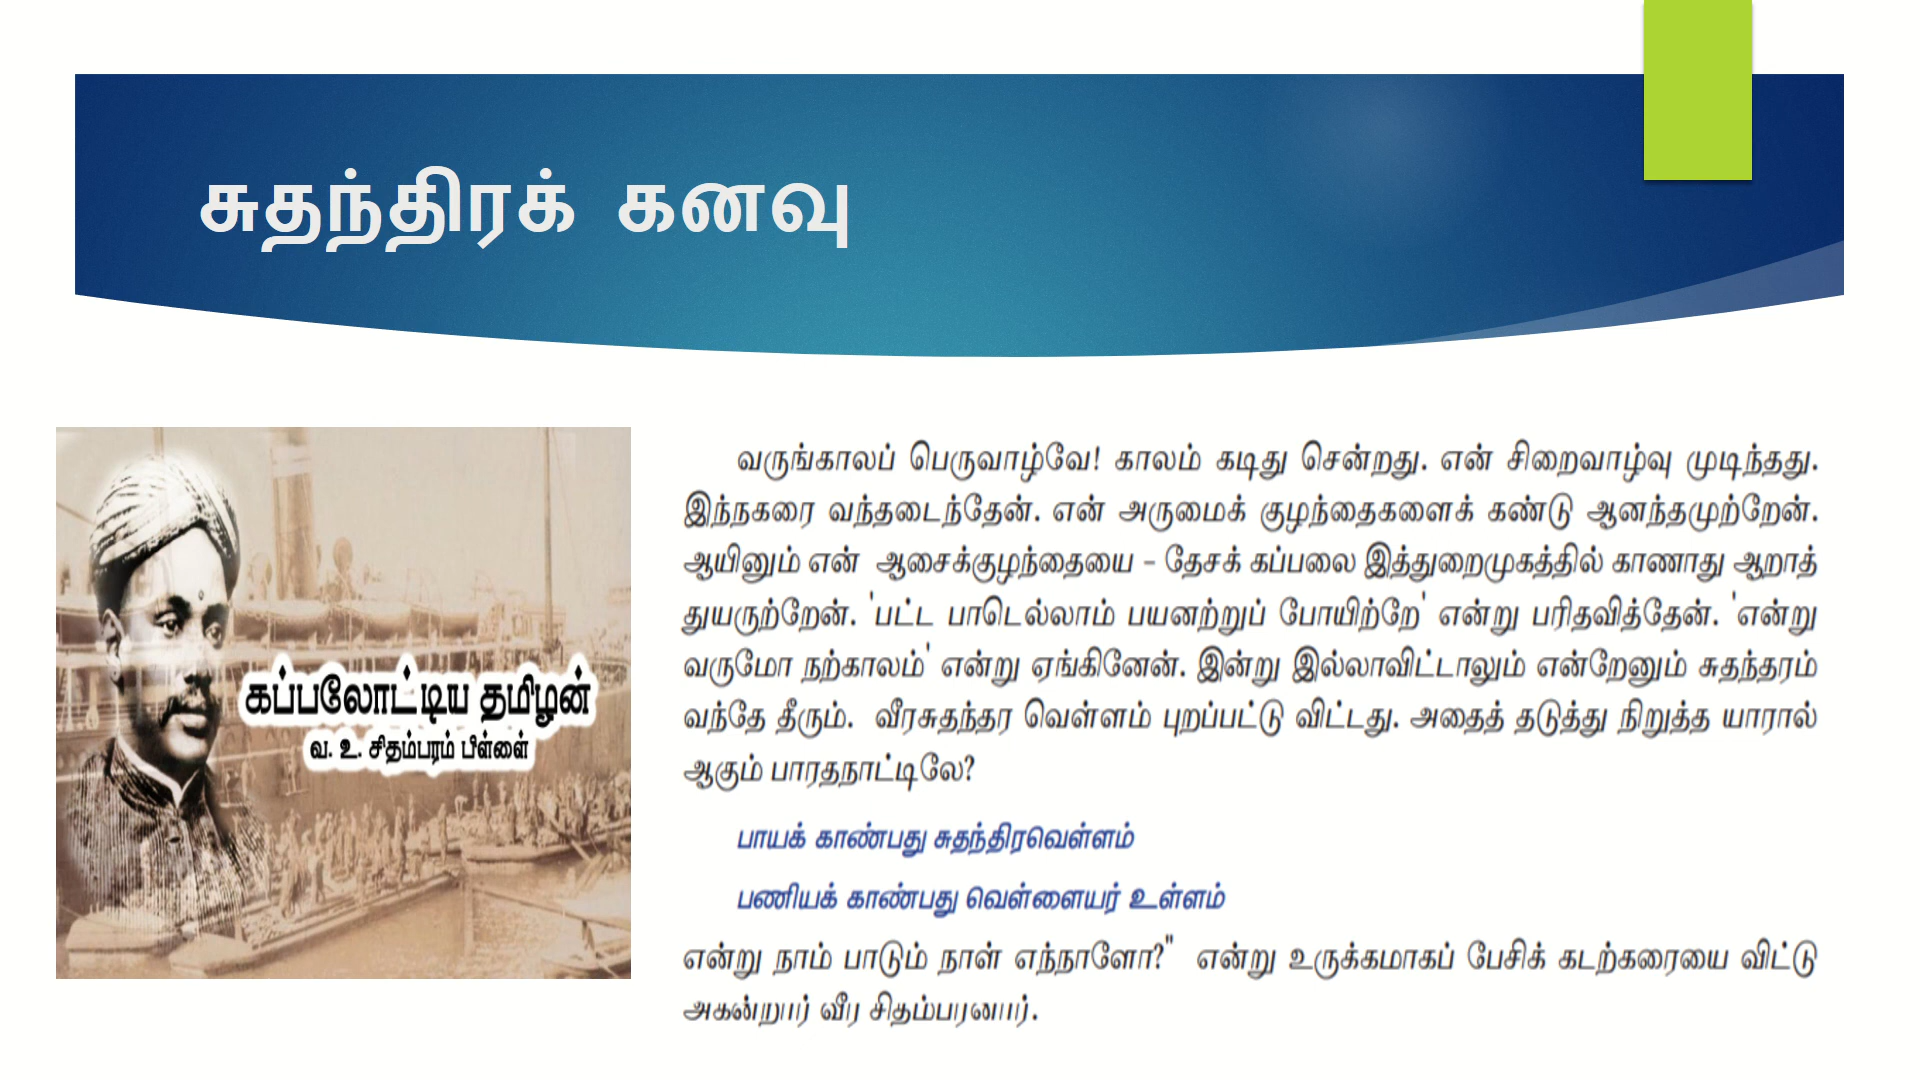 சுதந்திரக் கனவு
கப்பலோட்டிய தமிழன்
வ. உ. சிதம்பரம் பிள்ளை
வருங்காலப் பெருவாழ்வே! காலம் கடிது சென்றது. என் சிறைவாழ்வு முடிந்தது.
இந்நகரை வந்தடைந்தேன். என் அருமைக் குழந்தைகளைக் கண்டு ஆனந்தமுற்றேன்.
ஆயினும் என் ஆசைக்குழந்தையை – தேசக் கப்பலை இத்துறைமுகத்தில் காணாது ஆறாத்
துயருற்றேன். 'பட்ட பாடெல்லாம் பயனற்றுப் போயிற்றே' என்று பரிதவித்தேன். 'என்று
வருமோ நற்காலம்' என்று ஏங்கினேன். இன்று இல்லாவிட்டாலும் என்றேனும் சுதந்தரம்
வந்தே தீரும். வீரசுதந்தர வெள்ளம் புறப்பட்டு விட்டது. அதைத் தடுத்து நிறுத்த யாரால்
ஆகும் பாரதநாட்டிலே?
பாயக் காண்பது சுதந்திரவெள்ளம்
பணியக் காண்பது வெள்ளையர் உள்ளம்
என்று நாம் பாடும் நாள் எந்நாளோ?" என்று உருக்கமாகப் பேசிக் கடற்கரையை விட்டு
அகன்றார் வீர சிதம்பரனார்.